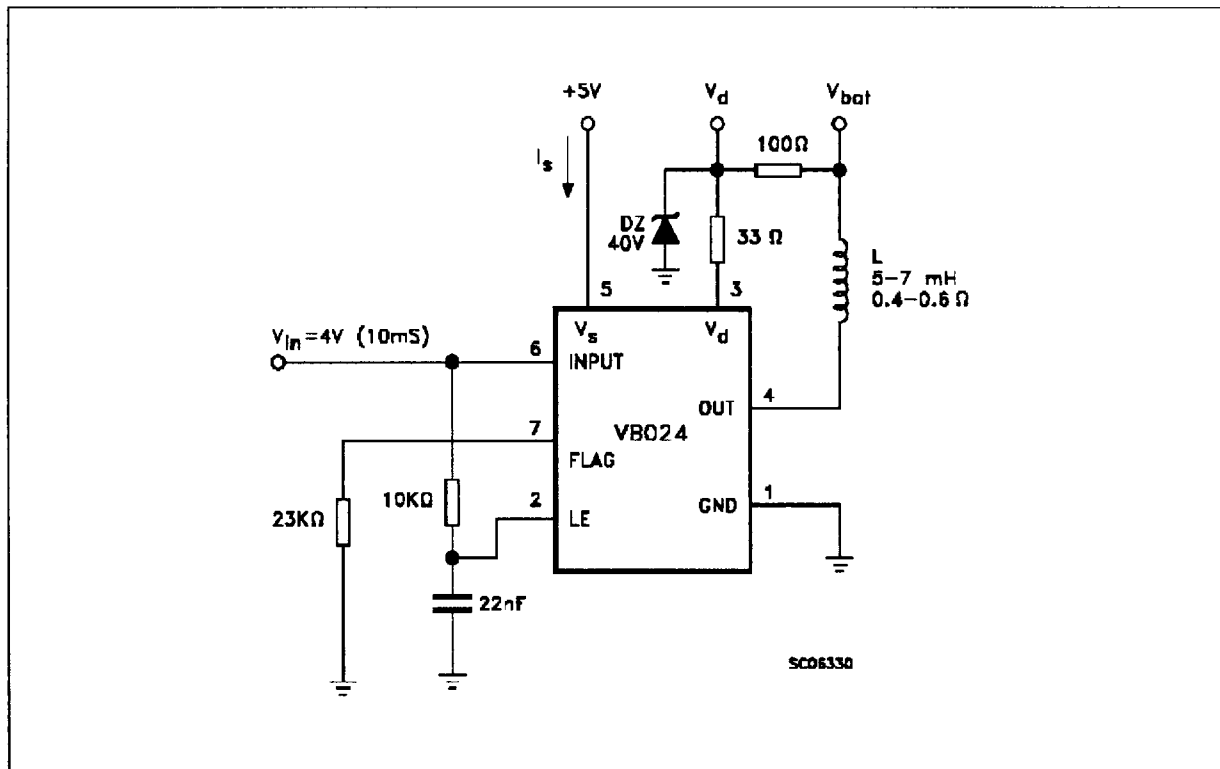 +5V
V_d
V_bat
100Ω
I_s
DZ
40V
33 Ω
L
5-7 mH
0.4-0.6Ω
5
3
V_s
V_d
V_in=4V (10mS)
6
INPUT
4
OUT
VB024
7
FLAG
10KΩ
2
LE
1
GND
23KΩ
22nF
SC06330